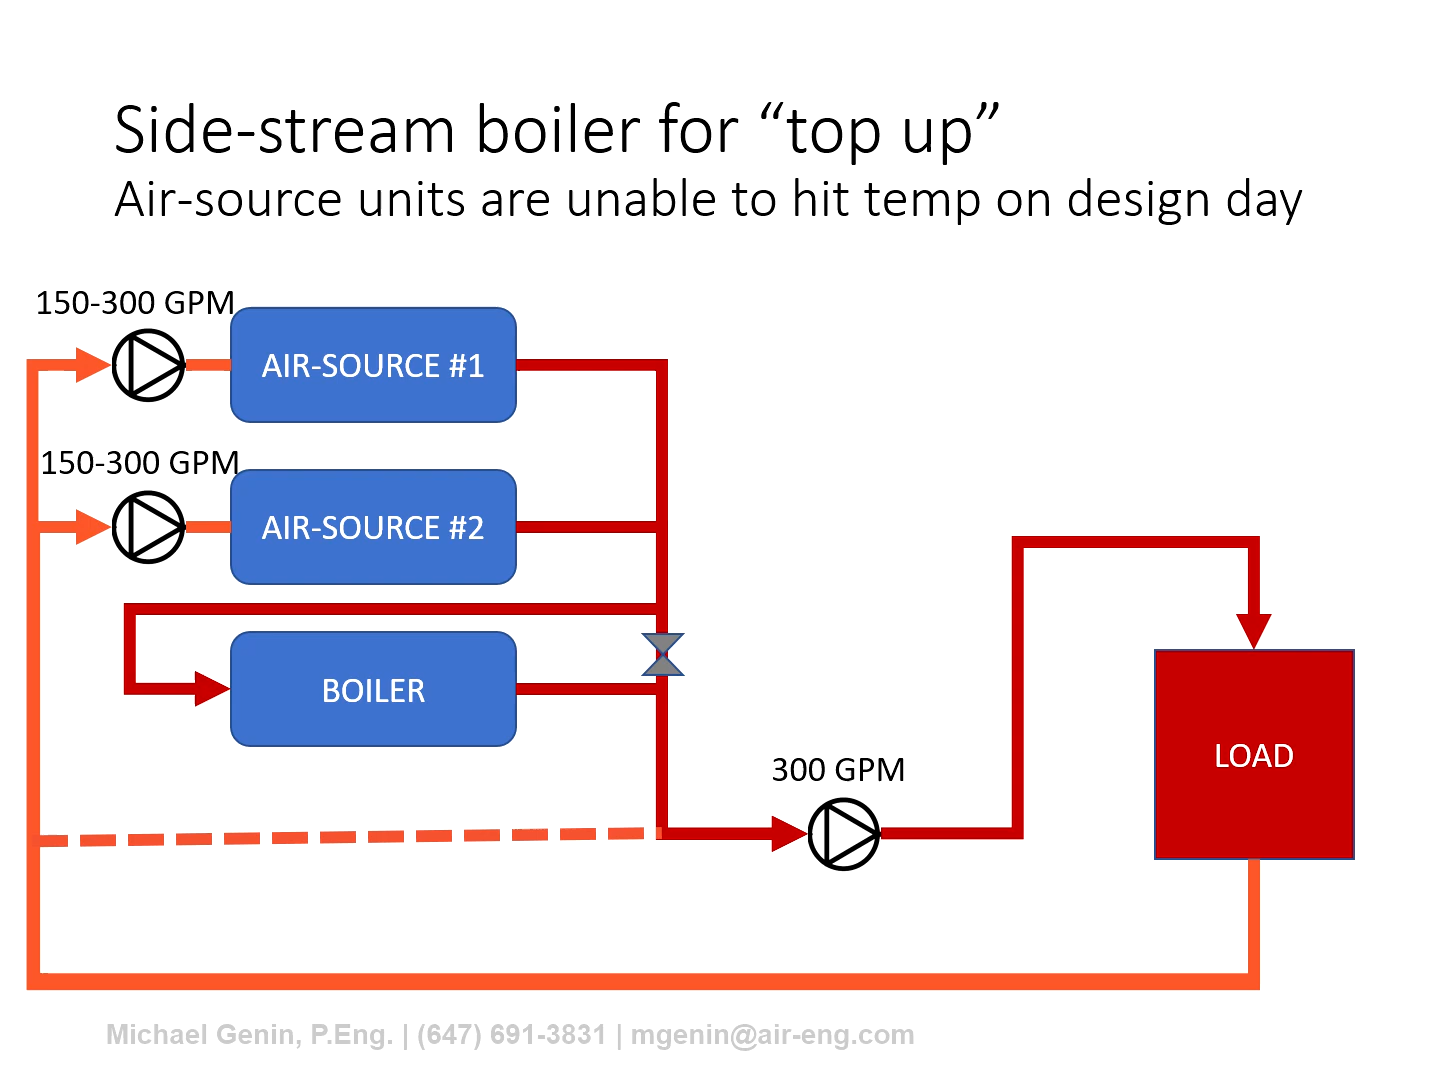 Side-stream boiler for “top up”
Air-source units are unable to hit temp on design day
150-300 GPM
AIR-SOURCE #1
150-300 GPM
AIR-SOURCE #2
BOILER
300 GPM
LOAD
Michael Genin, P.Eng. | (647) 691-3831 | mgenin@air-eng.com